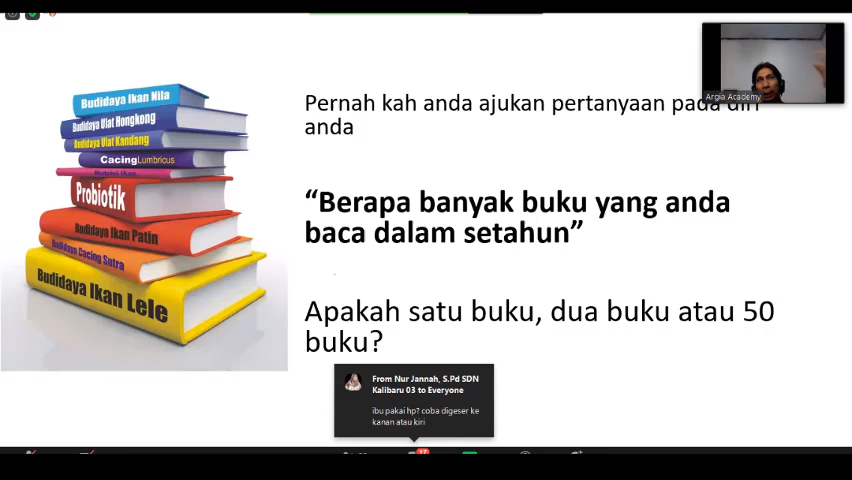 Budidaya Ikan Nila
Budidaya Ulat Hongkong
Budidaya Ulat Kandang
CacingLumbricus
Nutrisi Ikan
Probiotik
Budidaya Ikan Patin
Budidaya Cacing Sutra
Budidaya Ikan Lele
Pernah kah anda ajukan pertanyaan pada diri
anda
“Berapa banyak buku yang anda
baca dalam setahun”
Apakah satu buku, dua buku atau 50
buku?
Argia Academy
From Nur Jannah, S.Pd SDN
Kalibaru 03 to Everyone
ibu pakai hp? coba digeser ke
kanan atau kiri
17